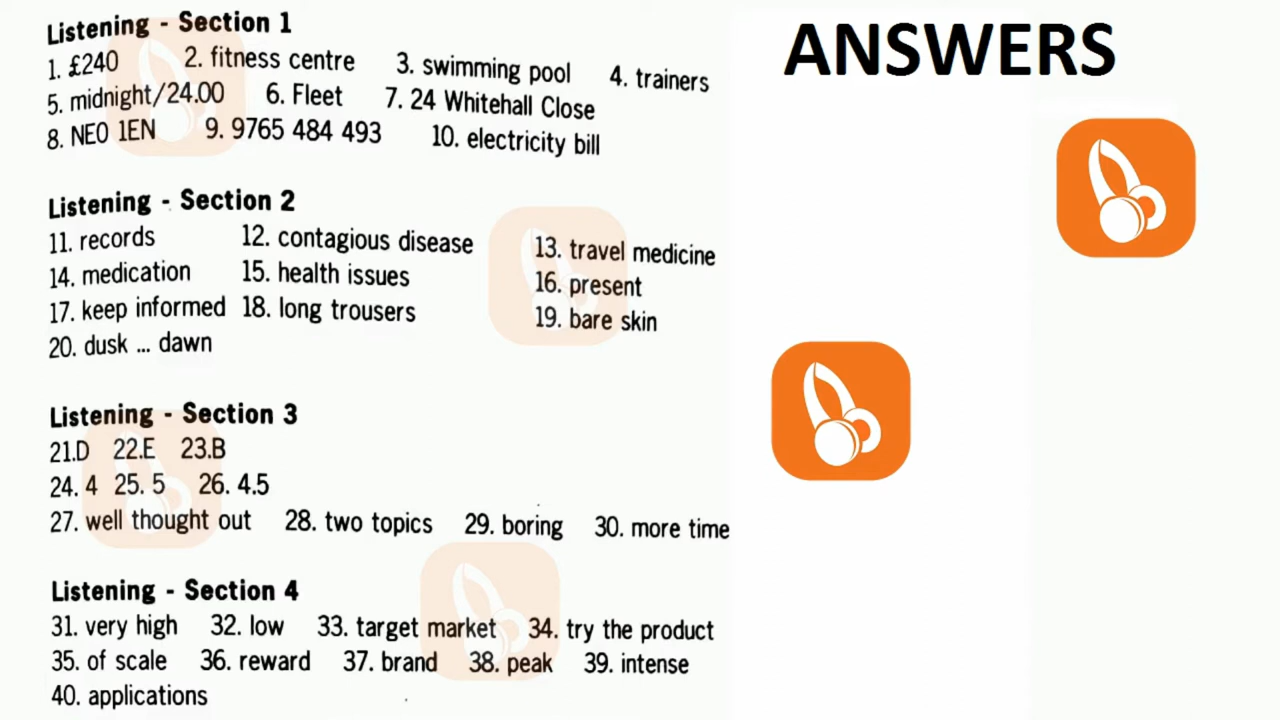 ANSWERS
Listening - Section 1
1. £240 2. fitness centre 3. swimming pool 4. trainers
5. midnight/24.00 6. Fleet 7. 24 Whitehall Close
8. NEO 1EN 9. 9765 484 493 10. electricity bill
Listening - Section 2
11. records 12. contagious disease 13. travel medicine
14. medication 15. health issues 16. present
17. keep informed 18. long trousers 19. bare skin
20. dusk ... dawn
Listening - Section 3
21.D 22.E 23.B
24. 4 25. 5 26. 4.5
27. well thought out 28. two topics 29. boring 30. more time
Listening - Section 4
31. very high 32. low 33. target market 34. try the product
35. of scale 36. reward 37. brand 38. peak 39. intense
40. applications